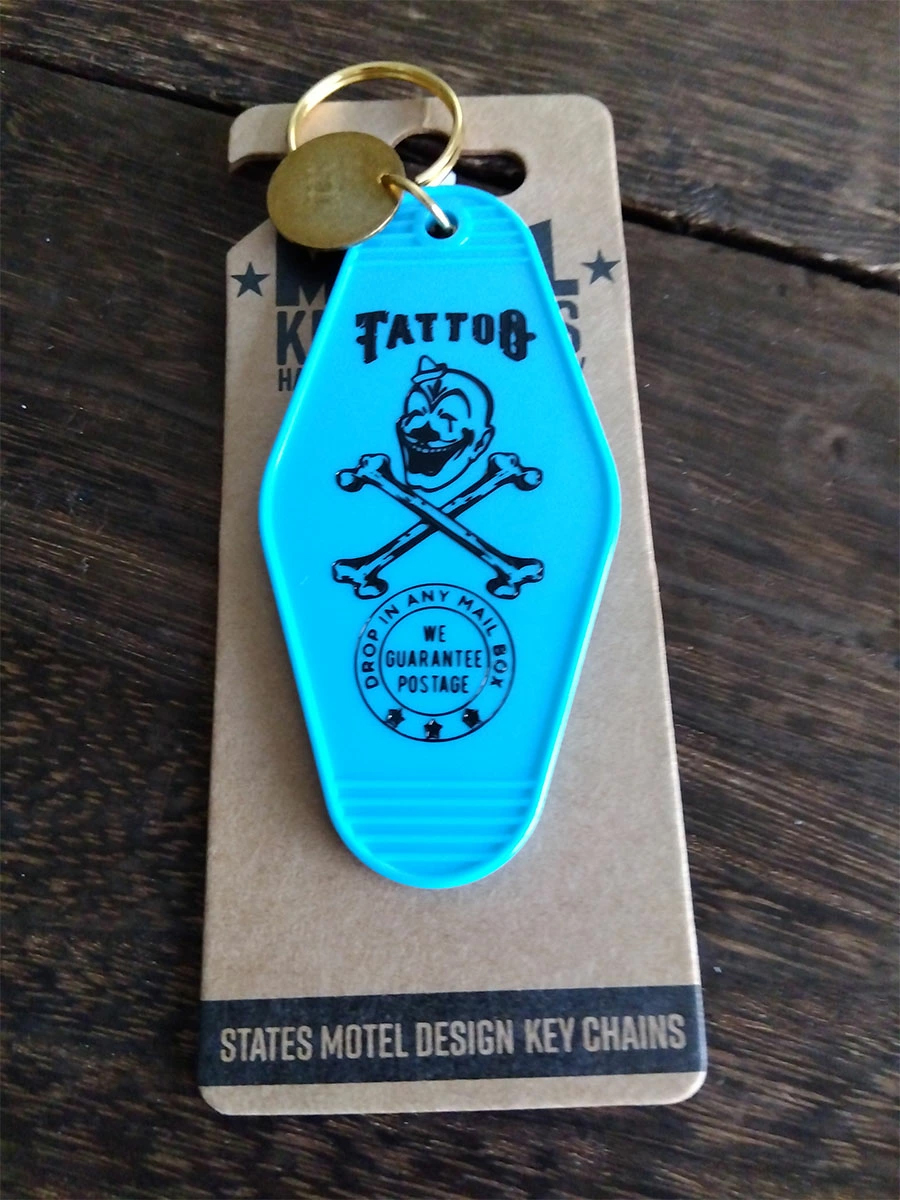 TATTOO
DROP IN ANY MAIL BOX
WE
GUARANTEE
POSTAGE
STATES MOTEL DESIGN KEY CHAINS